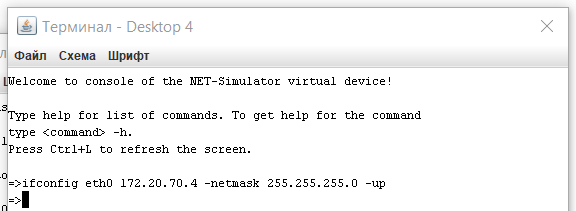 Терминал - Desktop 4
Файл Схема Шрифт
Welcome to console of the NET-Simulator virtual device!
Type help for list of commands. To get help for the command
type <command> -h.
Press Ctrl+L to refresh the screen.
=>ifconfig eth0 172.20.70.4 -netmask 255.255.255.0 -up
=>